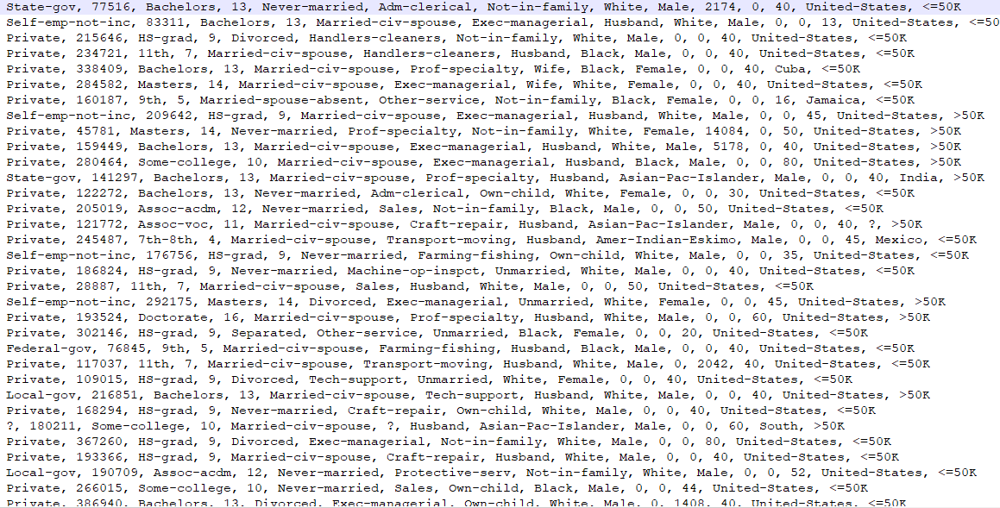 State-gov, 77516, Bachelors, 13, Never-married, Adm-clerical, Not-in-family, White, Male, 2174, 0, 40, United-States, <=50K
Self-emp-not-inc, 83311, Bachelors, 13, Married-civ-spouse, Exec-managerial, Husband, White, Male, 0, 0, 13, United-States, <=50
Private, 215646, HS-grad, 9, Divorced, Handlers-cleaners, Not-in-family, White, Male, 0, 0, 40, United-States, <=50K
Private, 234721, 11th, 7, Married-civ-spouse, Handlers-cleaners, Husband, Black, Male, 0, 0, 40, United-States, <=50K
Private, 338409, Bachelors, 13, Married-civ-spouse, Prof-specialty, Wife, Black, Female, 0, 0, 40, Cuba, <=50K
Private, 284582, Masters, 14, Married-civ-spouse, Exec-managerial, Wife, White, Female, 0, 0, 40, United-States, <=50K
Private, 160187, 9th, 5, Married-spouse-absent, Other-service, Not-in-family, Black, Female, 0, 0, 16, Jamaica, <=50K
Self-emp-not-inc, 209642, HS-grad, 9, Married-civ-spouse, Exec-managerial, Husband, White, Male, 0, 0, 45, United-States, >50K
Private, 45781, Masters, 14, Never-married, Prof-specialty, Not-in-family, White, Female, 14084, 0, 50, United-States, >50K
Private, 159449, Bachelors, 13, Married-civ-spouse, Exec-managerial, Husband, White, Male, 5178, 0, 40, United-States, >50K
Private, 280464, Some-college, 10, Married-civ-spouse, Exec-managerial, Husband, Black, Male, 0, 0, 80, United-States, >50K
State-gov, 141297, Bachelors, 13, Married-civ-spouse, Prof-specialty, Husband, Asian-Pac-Islander, Male, 0, 0, 40, India, >50K
Private, 122272, Bachelors, 13, Never-married, Adm-clerical, Own-child, White, Female, 0, 0, 30, United-States, <=50K
Private, 205019, Assoc-acdm, 12, Never-married, Sales, Not-in-family, Black, Male, 0, 0, 50, United-States, <=50K
Private, 121772, Assoc-voc, 11, Married-civ-spouse, Craft-repair, Husband, Asian-Pac-Islander, Male, 0, 0, 40, ?, >50K
Private, 245487, 7th-8th, 4, Married-civ-spouse, Transport-moving, Husband, Amer-Indian-Eskimo, Male, 0, 0, 45, Mexico, <=50K
Self-emp-not-inc, 176756, HS-grad, 9, Never-married, Farming-fishing, Own-child, White, Male, 0, 0, 35, United-States, <=50K
Private, 186824, HS-grad, 9, Never-married, Machine-op-inspct, Unmarried, White, Male, 0, 0, 40, United-States, <=50K
Private, 28887, 11th, 7, Married-civ-spouse, Sales, Husband, White, Male, 0, 0, 50, United-States, <=50K
Self-emp-not-inc, 292175, Masters, 14, Divorced, Exec-managerial, Unmarried, White, Female, 0, 0, 45, United-States, >50K
Private, 193524, Doctorate, 16, Married-civ-spouse, Prof-specialty, Husband, White, Male, 0, 0, 60, United-States, >50K
Private, 302146, HS-grad, 9, Separated, Other-service, Unmarried, Black, Female, 0, 0, 20, United-States, <=50K
Federal-gov, 76845, 9th, 5, Married-civ-spouse, Farming-fishing, Husband, Black, Male, 0, 0, 40, United-States, <=50K
Private, 117037, 11th, 7, Married-civ-spouse, Transport-moving, Husband, White, Male, 0, 2042, 40, United-States, <=50K
Private, 109015, HS-grad, 9, Divorced, Tech-support, Unmarried, White, Female, 0, 0, 40, United-States, <=50K
Local-gov, 216851, Bachelors, 13, Married-civ-spouse, Tech-support, Husband, White, Male, 0, 0, 40, United-States, >50K
Private, 168294, HS-grad, 9, Never-married, Craft-repair, Own-child, White, Male, 0, 0, 40, United-States, <=50K
?, 180211, Some-college, 10, Married-civ-spouse, ?, Husband, Asian-Pac-Islander, Male, 0, 0, 60, South, >50K
Private, 367260, HS-grad, 9, Divorced, Exec-managerial, Not-in-family, White, Male, 0, 0, 80, United-States, <=50K
Private, 193366, HS-grad, 9, Married-civ-spouse, Craft-repair, Husband, White, Male, 0, 0, 40, United-States, <=50K
Local-gov, 190709, Assoc-acdm, 12, Never-married, Protective-serv, Not-in-family, White, Male, 0, 0, 52, United-States, <=50K
Private, 266015, Some-college, 10, Never-married, Sales, Own-child, Black, Male, 0, 0, 44, United-States, <=50K
Private, 386940, Bachelors, 13, Divorced, Exec-managerial, Own-child, White, Male, 0, 1408, 40, United-States, <=50K